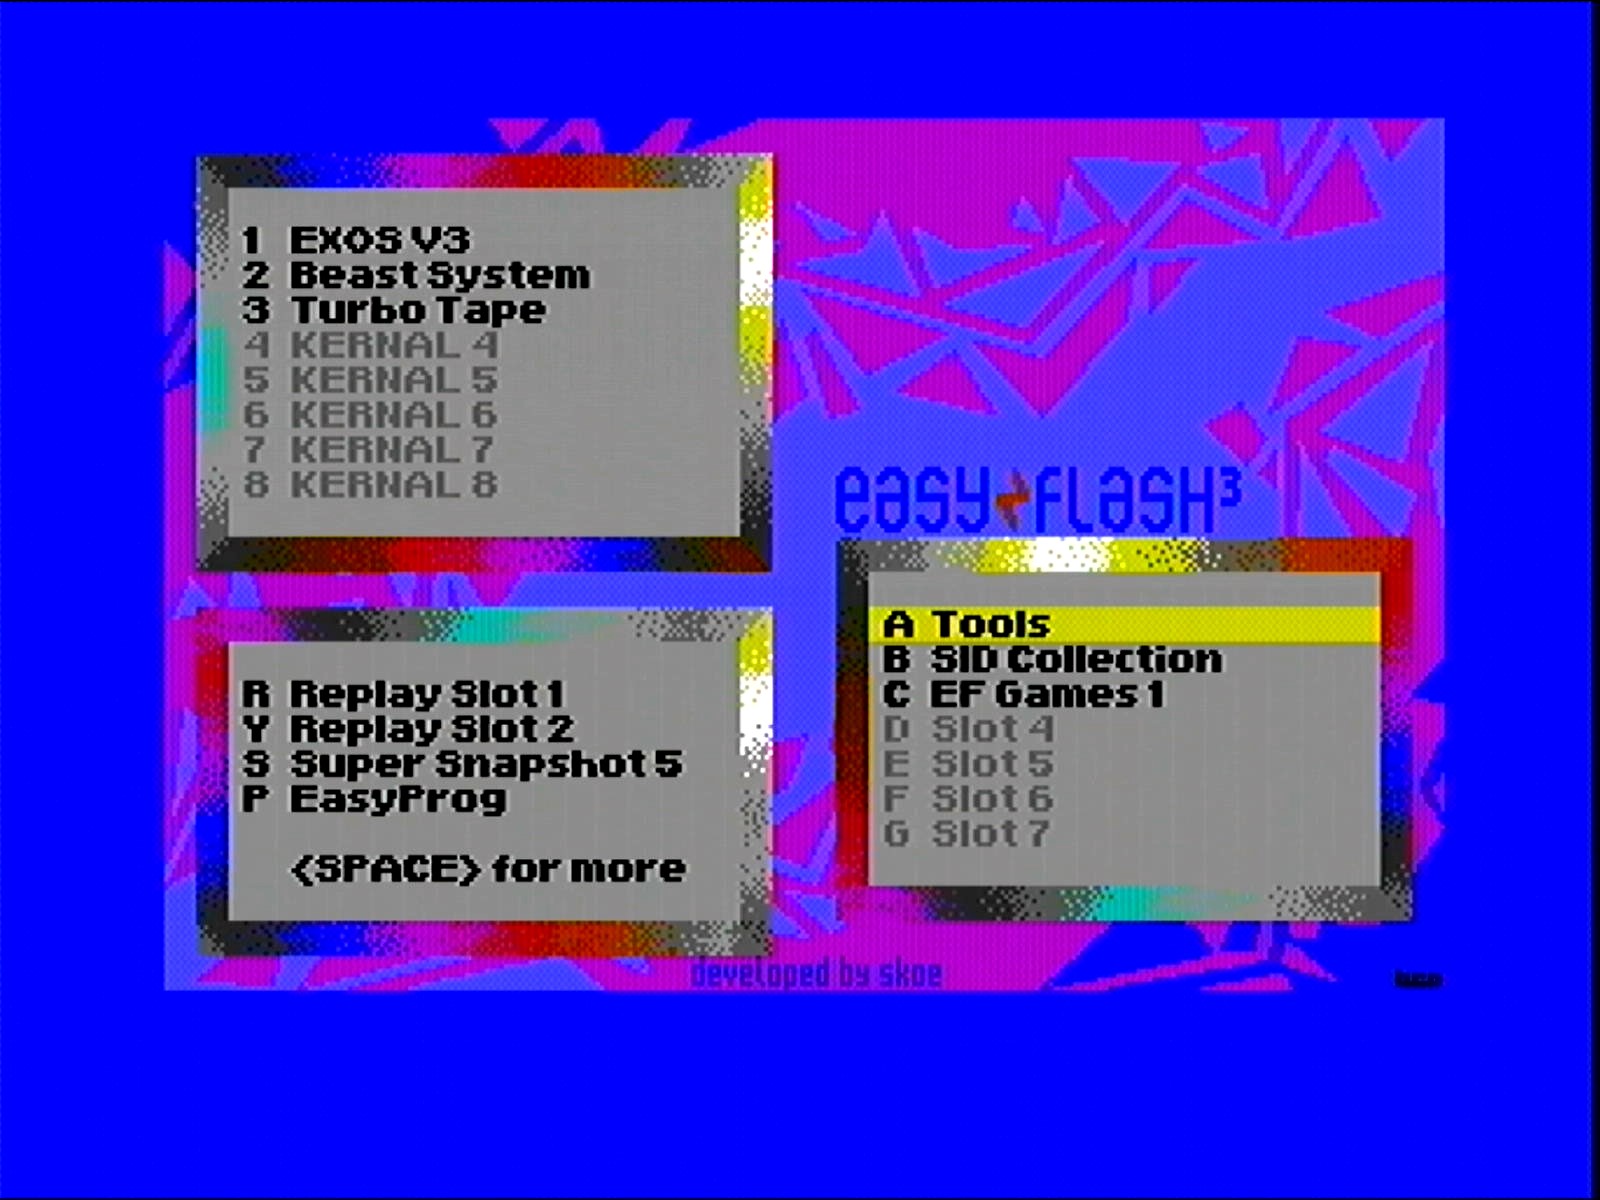 1 EXOS V3
2 Beast System
3 Turbo Tape
4 KERNAL 4
5 KERNAL 5
6 KERNAL 6
7 KERNAL 7
8 KERNAL 8
R Replay Slot 1
Y Replay Slot 2
S Super Snapshot 5
P EasyProg
<SPACE> for more
easy flash³
A Tools
B SID Collection
C EF Games 1
D Slot 4
E Slot 5
F Slot 6
G Slot 7
developed by skoe